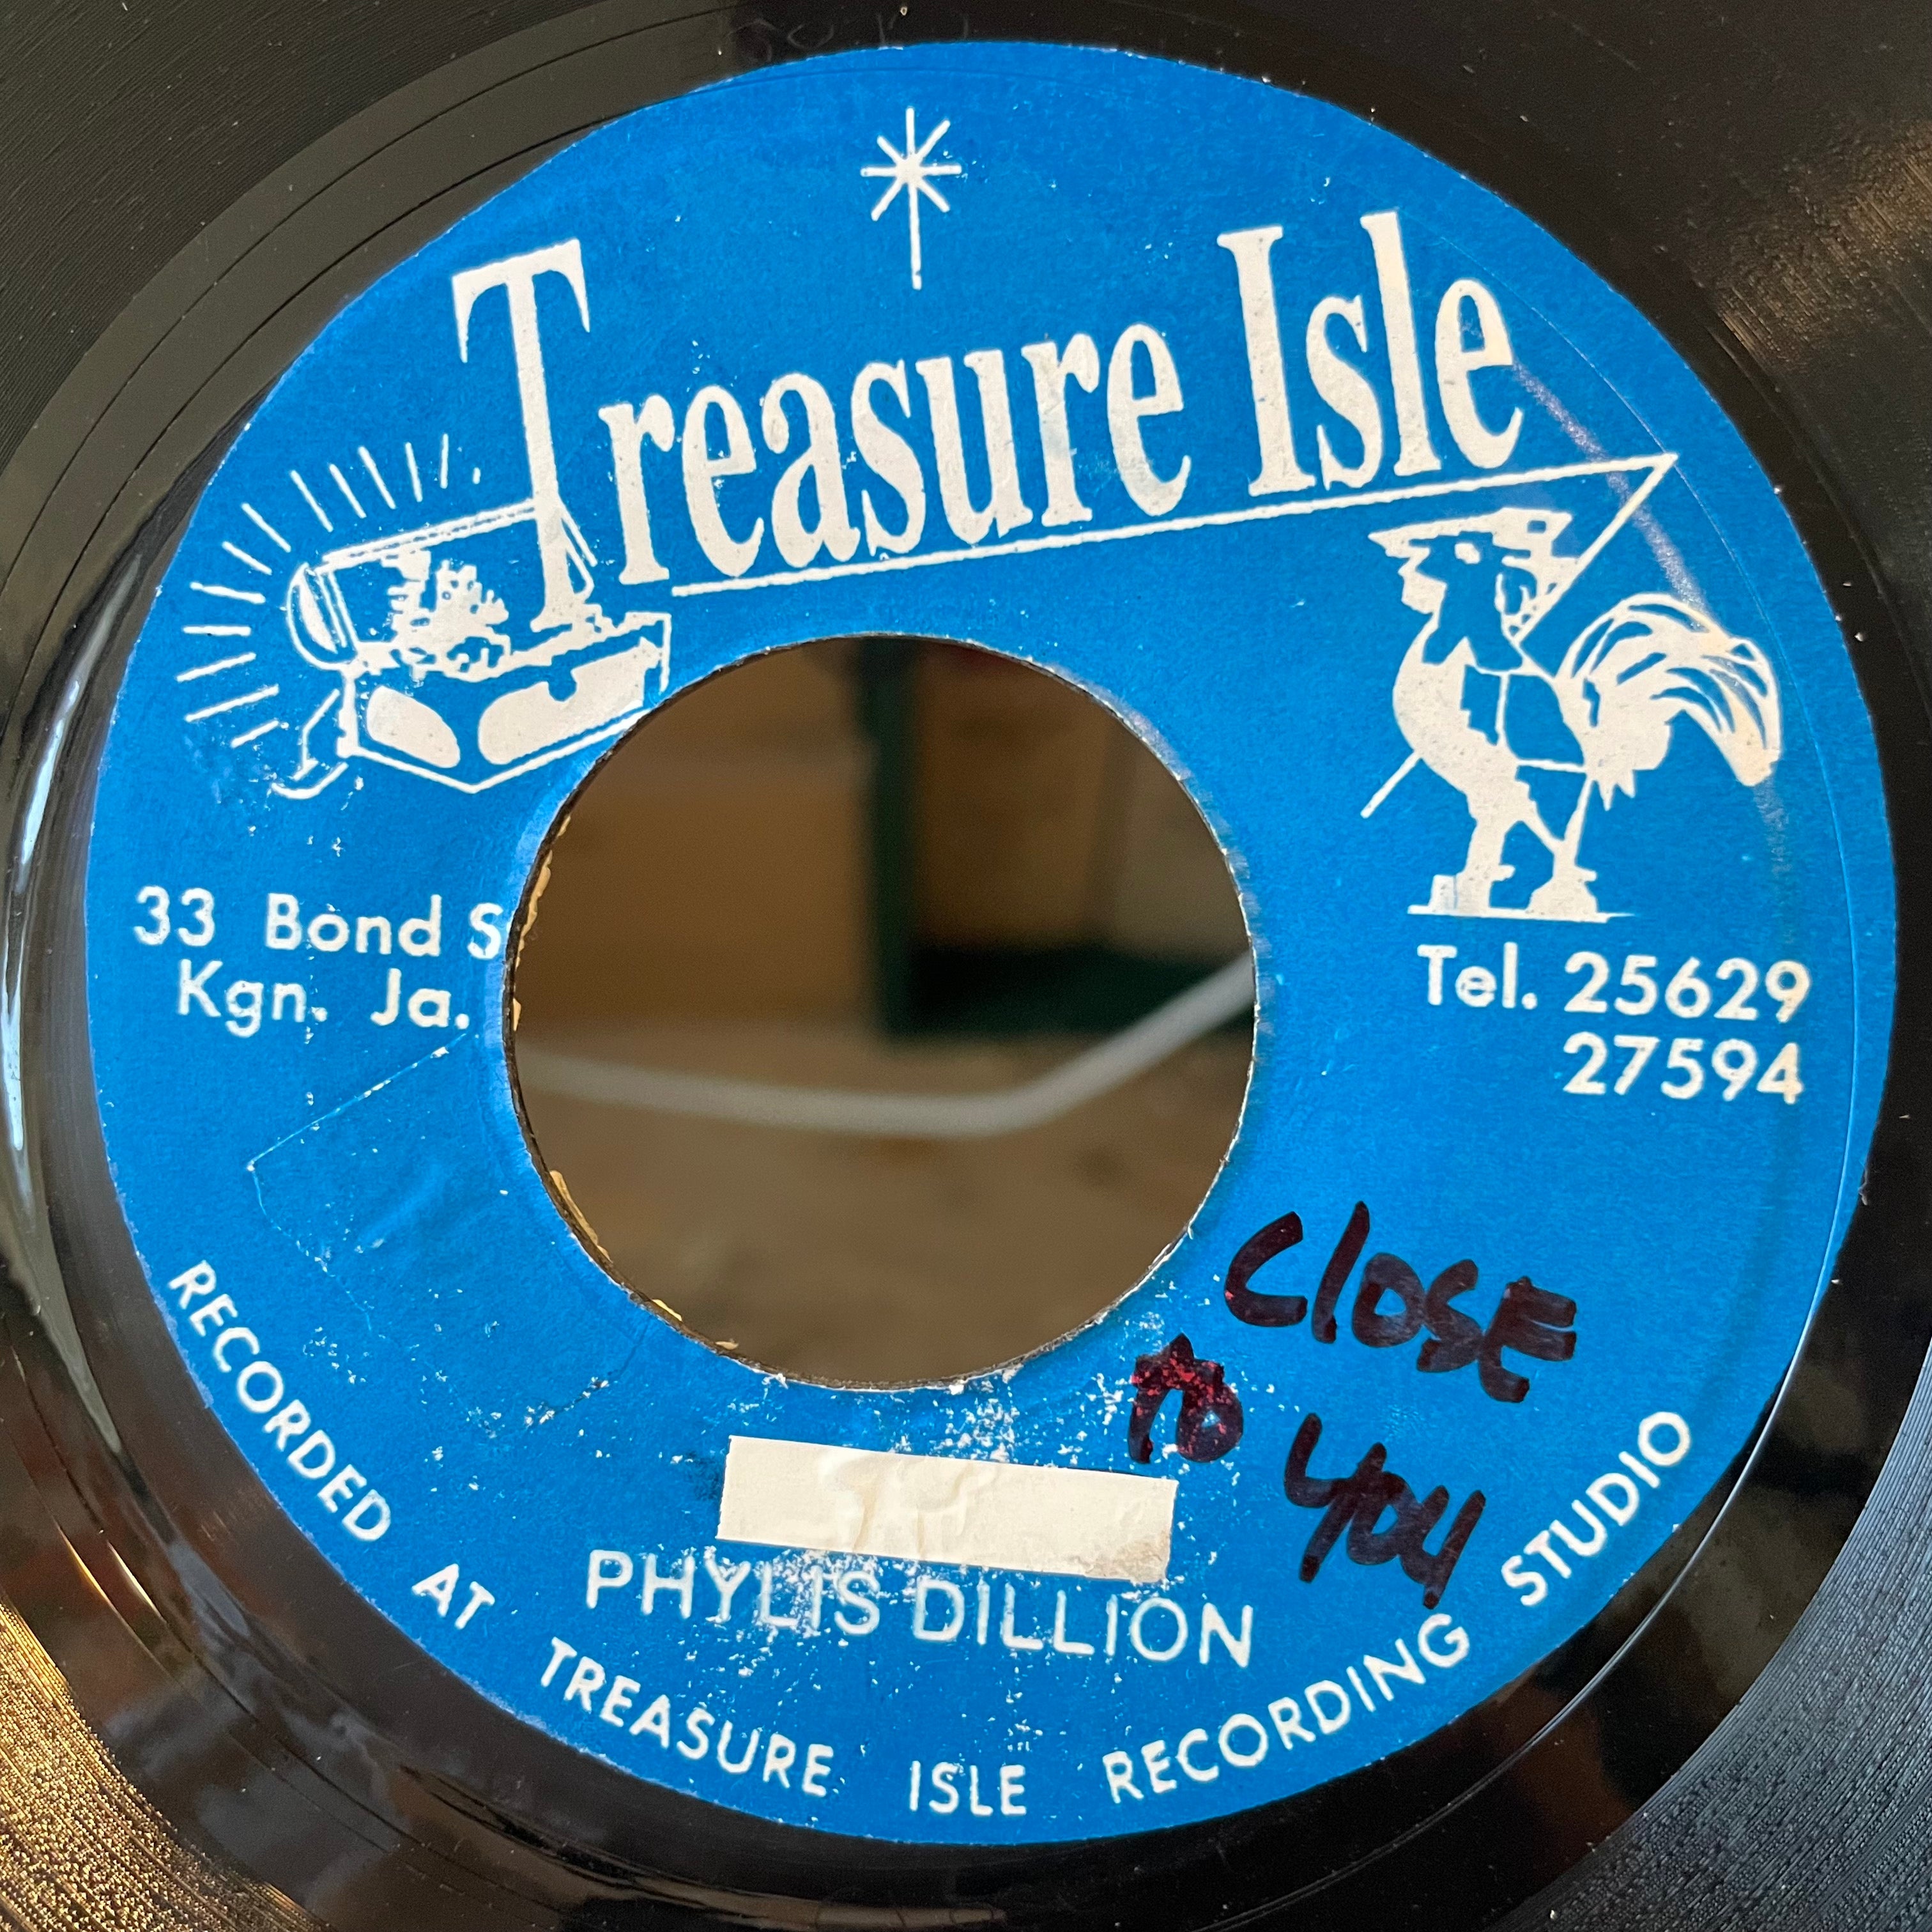 Treasure Isle
33 Bond S
Kgn. Ja.
Tel. 25629
27594
CloSE
to
you
PHYLIS DILLION
RECORDED AT TREASURE ISLE RECORDING STUDIO